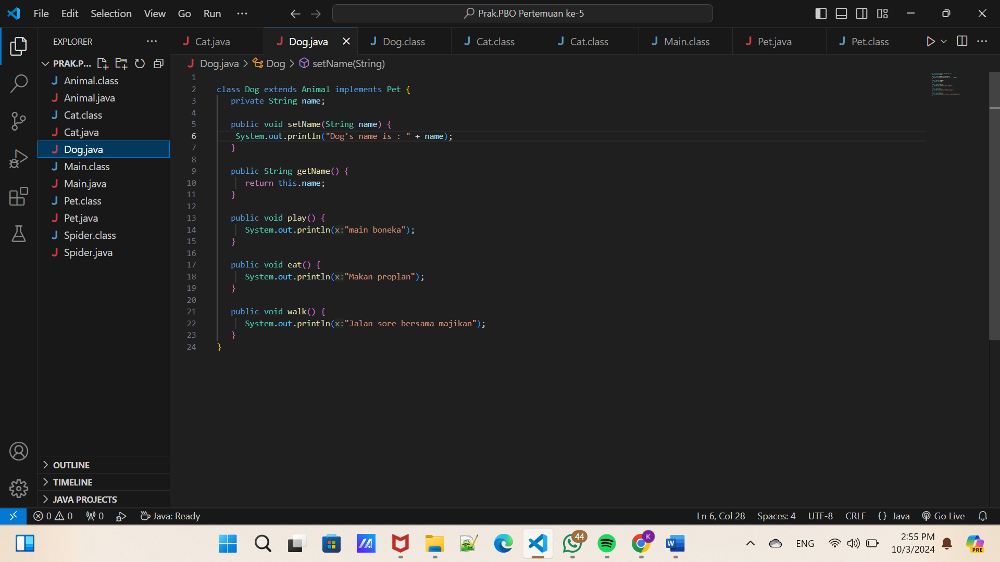 File Edit Selection View Go Run ···
Prak.PBO Pertemuan ke-5
EXPLORER
PRAK.P...
Animal.class
Animal.java
Cat.class
Cat.java
Dog.java
Main.class
Main.java
Pet.class
Pet.java
Spider.class
Spider.java
OUTLINE
TIMELINE
JAVA PROJECTS
Cat.java Dog.java Dog.class Cat.class Cat.class Main.class Pet.java Pet.class
Dog.java > Dog > setName(String)
1
2 class Dog extends Animal implements Pet {
3 private String name;
4
5 public void setName(String name) {
6 System.out.println("Dog's name is : " + name);
7 }
8
9 public String getName() {
10 return this.name;
11 }
12
13 public void play() {
14 System.out.println(x:"main boneka");
15 }
16
17 public void eat() {
18 System.out.println(x:"Makan proplan");
19 }
20
21 public void walk() {
22 System.out.println(x:"Jalan sore bersama majikan");
23 }
24 }
0 0 0 Java: Ready Ln 6, Col 28 Spaces: 4 UTF-8 CRLF {} Java Go Live
44 K W ENG 2:55 PM
10/3/2024 PRE